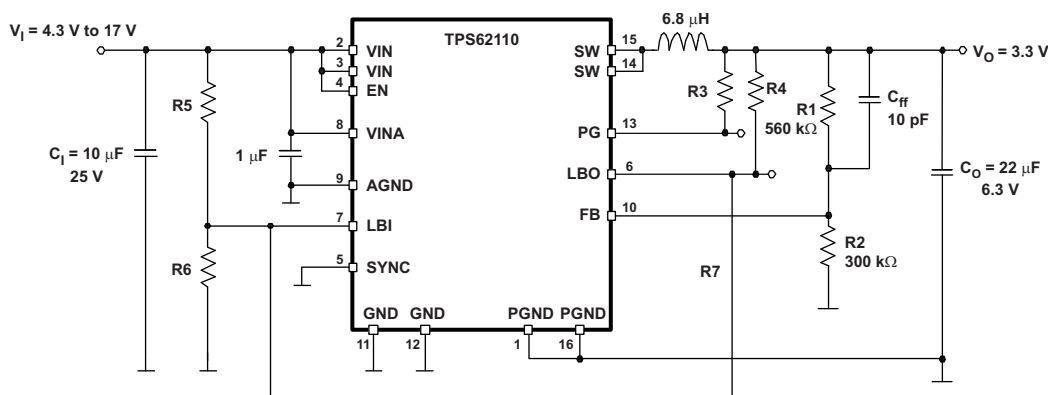 V_I = 4.3 V to 17 V
TPS62110
6.8 μH
V_O = 3.3 V
2 VIN
3 VIN
4 EN
8 VINA
9 AGND
7 LBI
5 SYNC
SW 15
SW 14
PG 13
LBO 6
FB 10
GND
GND
PGND
PGND
11
12
1
16
R5
R6
C_I = 10 μF
25 V
1 μF
R3
R4
R1
560 kΩ
C_ff
10 pF
C_O = 22 μF
6.3 V
R2
300 kΩ
R7